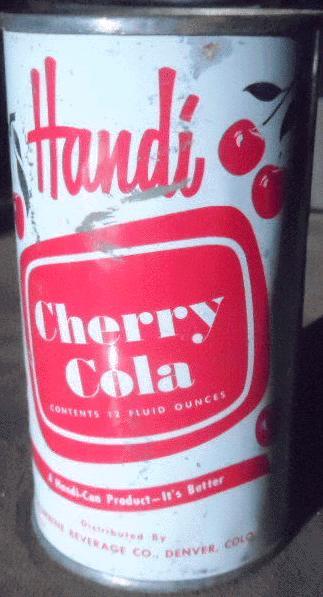 Handi
Cherry
Cola
CONTENTS 12 FLUID OUNCES
A Handi-Can Product—It's Better
Distributed By
BEVERAGE CO., DENVER, COLO.